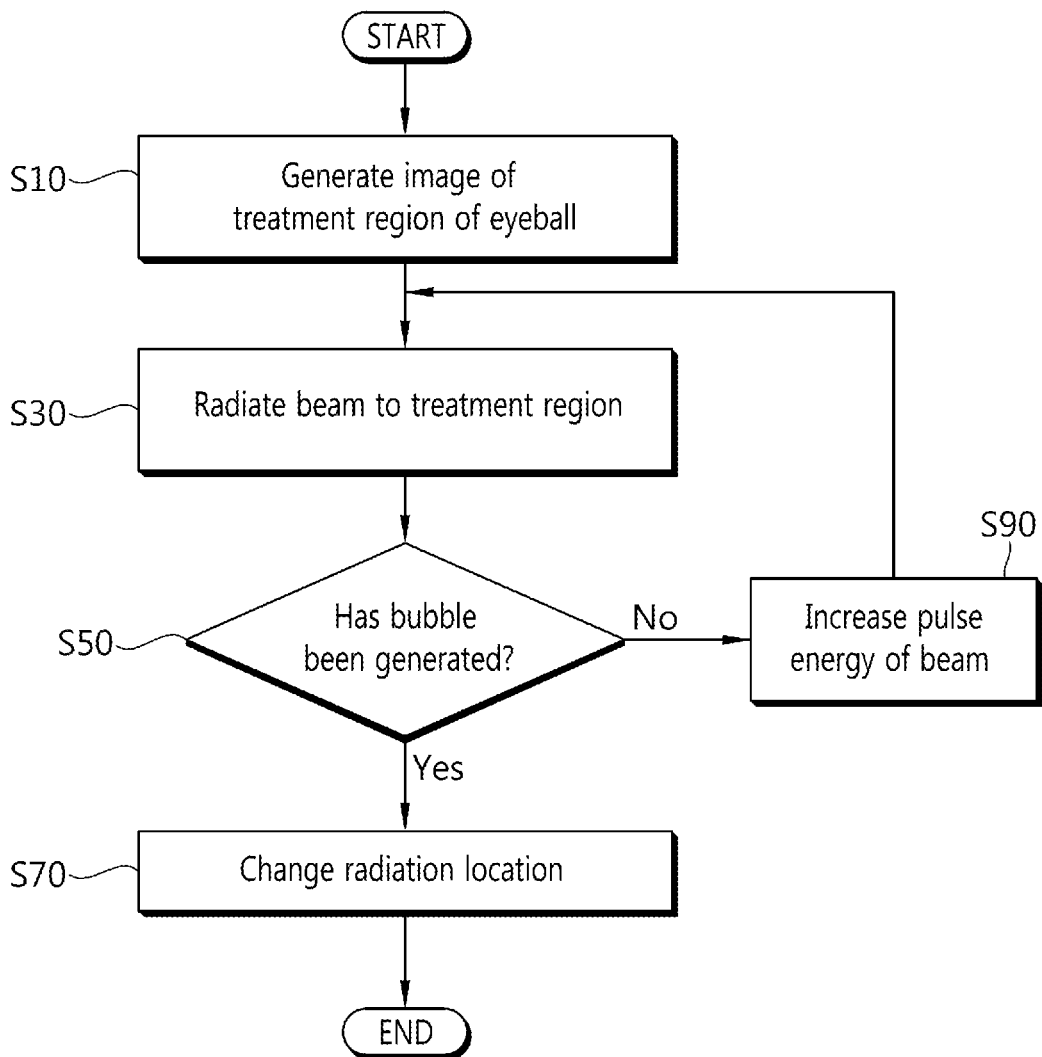 START
S10
Generate image of
treatment region of eyeball
S30
Radiate beam to treatment region
S90
S50
Has bubble
been generated?
No
Increase pulse
energy of beam
Yes
S70
Change radiation location
END